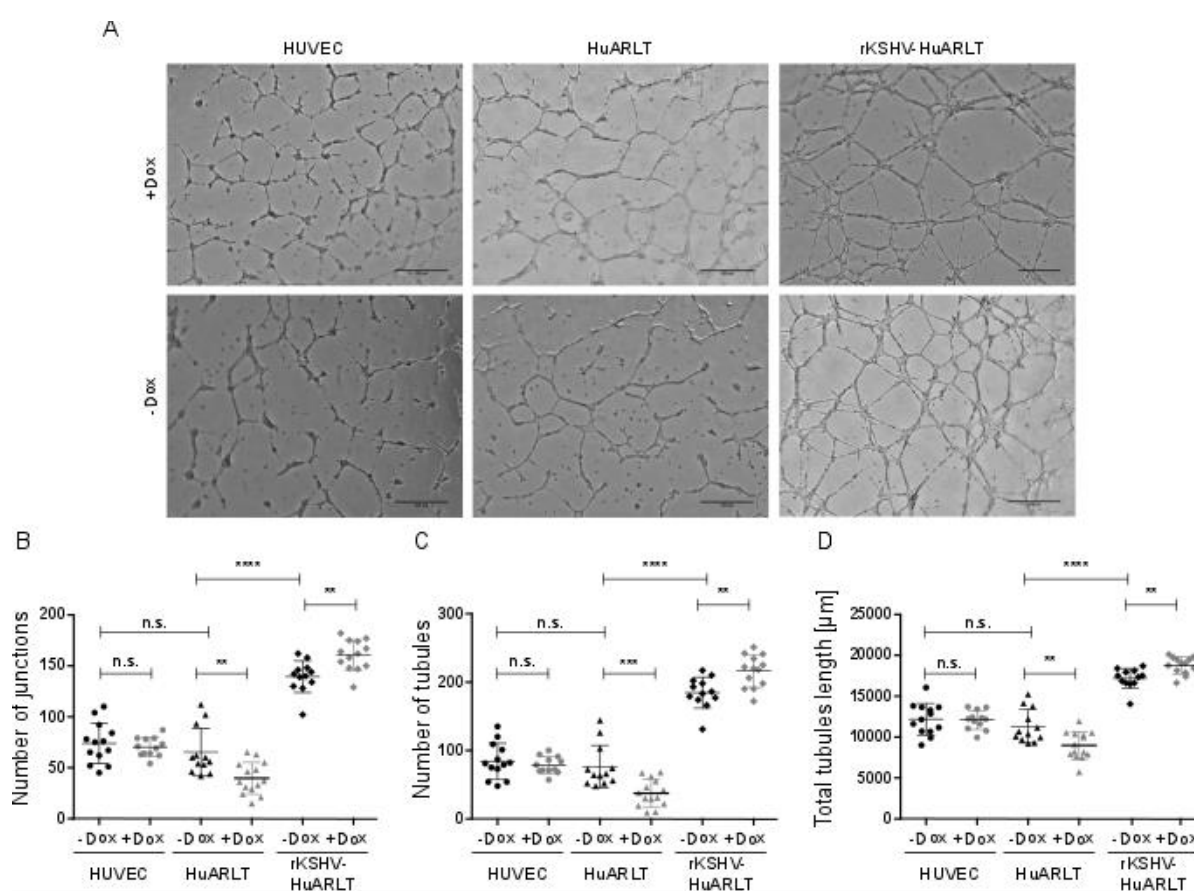 A
HUVEC
HuARLT
rKSHV-HuARLT
+Dox
-Dox
B
C
D
****
**
n.s.
n.s.
**
Number of junctions
200
150
100
50
0
-Dox +Dox -Dox +Dox -Dox +Dox
HUVEC
HuARLT
rKSHV-
HuARLT
****
**
n.s.
n.s.
***
Number of tubules
300
200
100
0
-Dox +Dox -Dox +Dox -Dox +Dox
HUVEC
HuARLT
rKSHV-
HuARLT
****
**
n.s.
n.s.
**
Total tubules length [µm]
25000
20000
15000
10000
5000
0
-Dox +Dox -Dox +Dox -Dox +Dox
HUVEC
HuARLT
rKSHV-
HuARLT